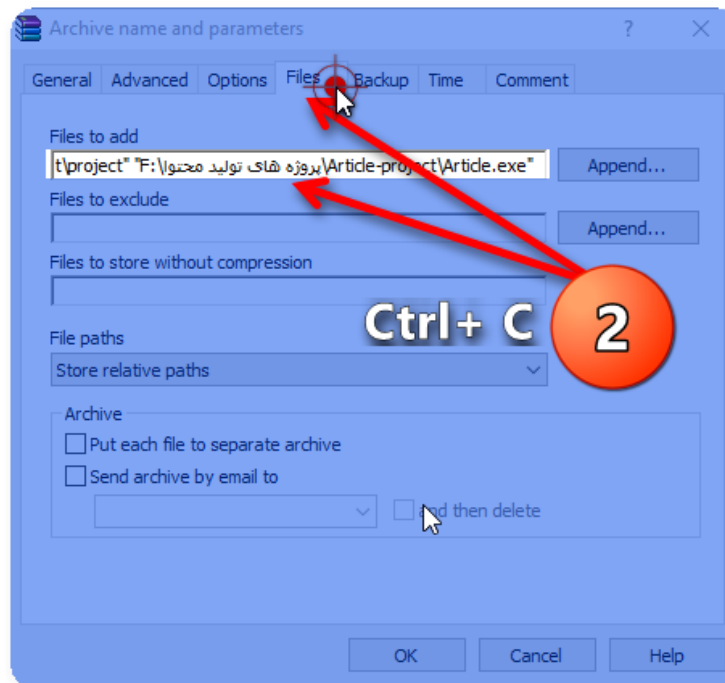 Archive name and parameters
General Advanced Options Files Backup Time Comment
Files to add
t\project" "F:\پروژه های تولید محتوا\Article-project\Article.exe"
Append...
Files to exclude
Append...
Files to store without compression
Ctrl+ C
2
File paths
Store relative paths
Archive
Put each file to separate archive
Send archive by email to
and then delete
OK Cancel Help